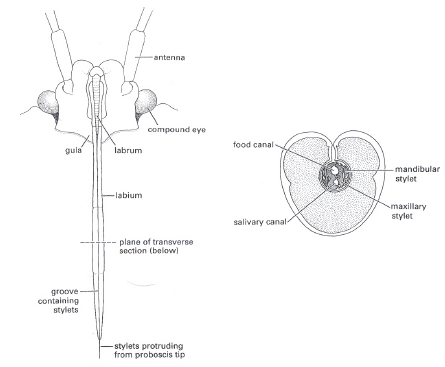 antenna
compound eye
gula
labrum
labium
plane of transverse
section (below)
groove
containing
stylets
stylets protruding
from proboscis tip
food canal
mandibular
stylet
maxillary
stylet
salivary canal